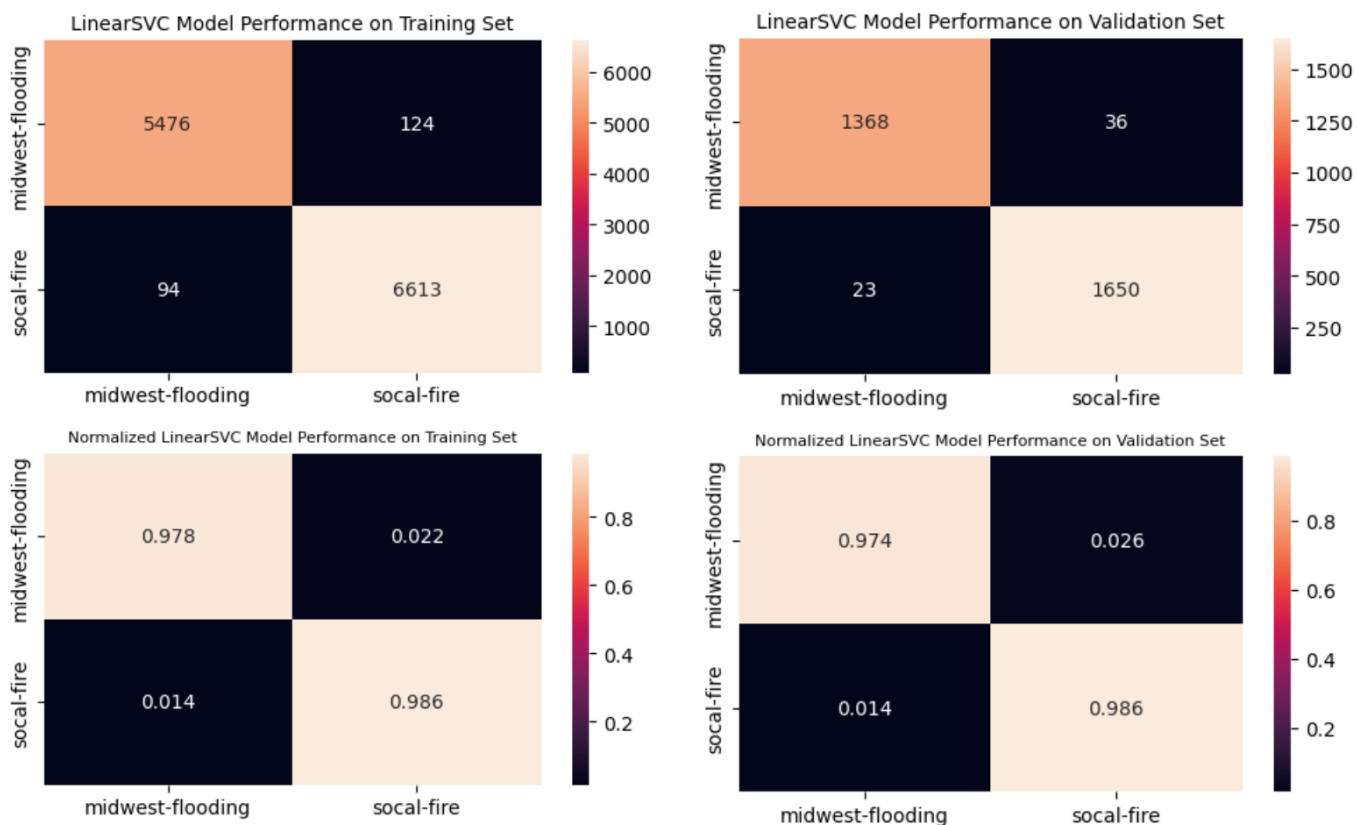 LinearSVC Model Performance on Training Set
midwest-flooding
socal-fire
5476
124
94
6613
midwest-flooding
socal-fire
6000
5000
4000
3000
2000
1000
LinearSVC Model Performance on Validation Set
midwest-flooding
socal-fire
1368
36
23
1650
midwest-flooding
socal-fire
1500
1250
1000
750
500
250
Normalized LinearSVC Model Performance on Training Set
midwest-flooding
socal-fire
0.978
0.022
0.014
0.986
midwest-flooding
socal-fire
0.8
0.6
0.4
0.2
Normalized LinearSVC Model Performance on Validation Set
midwest-flooding
socal-fire
0.974
0.026
0.014
0.986
midwest-flooding
socal-fire
0.8
0.6
0.4
0.2